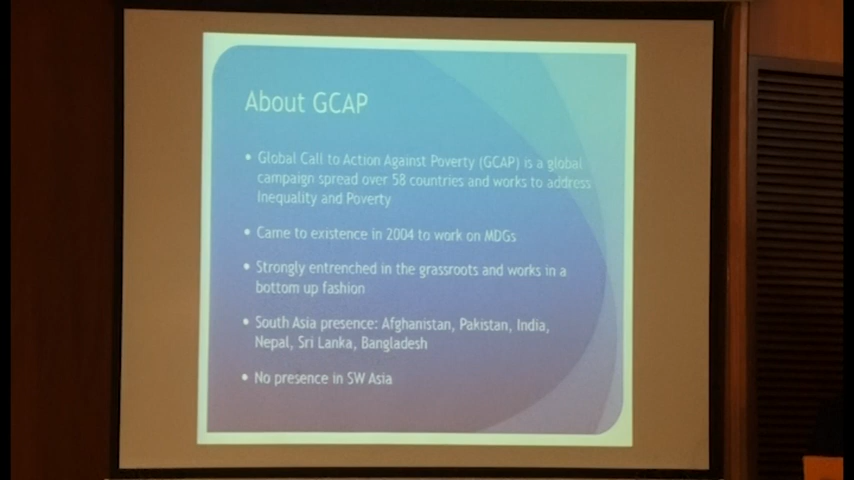 About GCAP
• Global Call to Action Against Poverty (GCAP) is a global
campaign spread over 58 countries and works to address
Inequality and Poverty
• Came to existence in 2004 to work on MDGs
• Strongly entrenched in the grassroots and works in a
bottom up fashion
• South Asia presence: Afghanistan, Pakistan, India,
Nepal, Sri Lanka, Bangladesh
• No presence in SW Asia